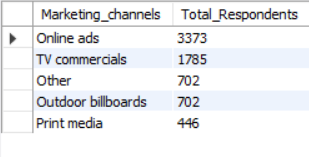 Marketing_channels Total_Respondents
Online ads 3373
TV commercials 1785
Other 702
Outdoor billboards 702
Print media 446